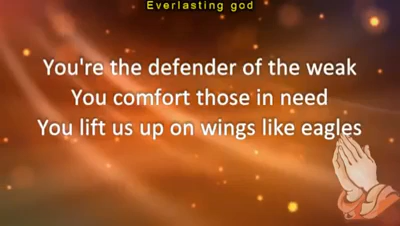 Everlasting god
You're the defender of the weak
You comfort those in need
You lift us up on wings like eagles